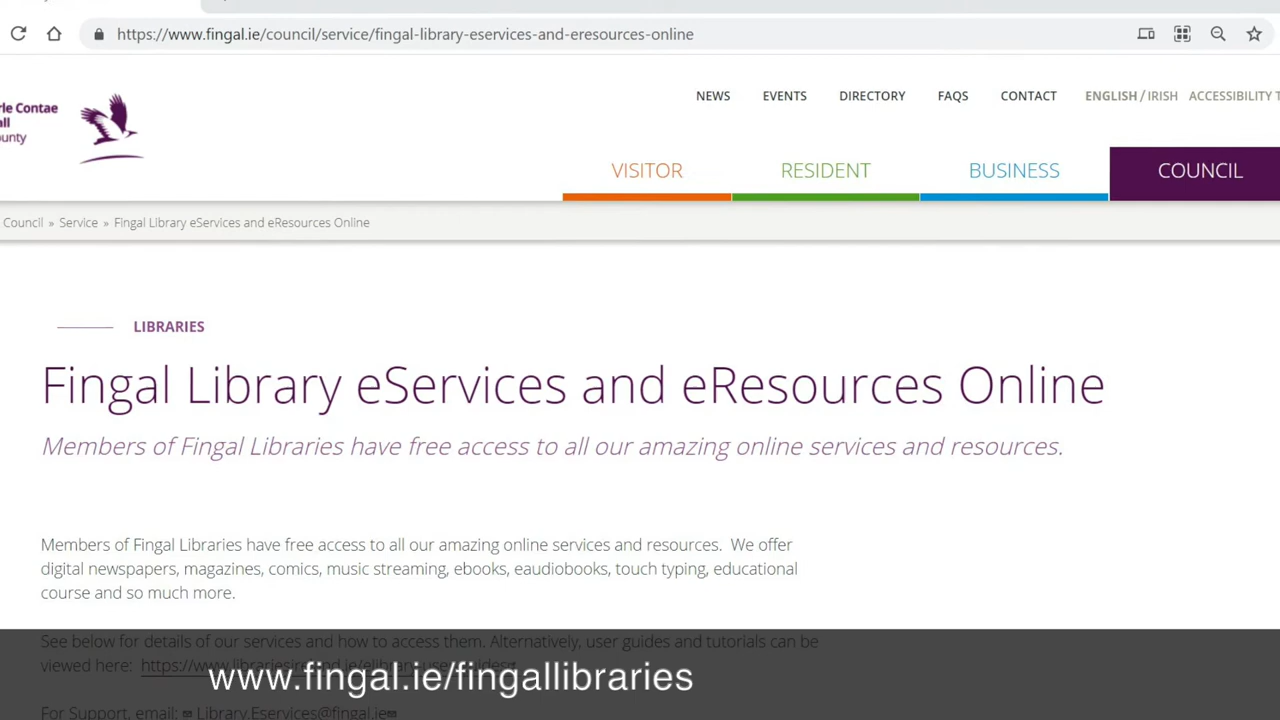 https://www.fingal.ie/council/service/fingal-library-eservices-and-eresources-online
rle Contae
all
ounty
NEWS EVENTS DIRECTORY FAQS CONTACT ENGLISH / IRISH ACCESSIBILITY T
VISITOR RESIDENT BUSINESS COUNCIL
Council » Service » Fingal Library eServices and eResources Online
LIBRARIES
Fingal Library eServices and eResources Online
Members of Fingal Libraries have free access to all our amazing online services and resources.
Members of Fingal Libraries have free access to all our amazing online services and resources. We offer
digital newspapers, magazines, comics, music streaming, ebooks, eaudiobooks, touch typing, educational
course and so much more.
See below for details of our services and how to access them. Alternatively, user guides and tutorials can be
viewed here:
www.fingal.ie/fingallibraries
For Support, email: Library.Eservices@fingal.ie